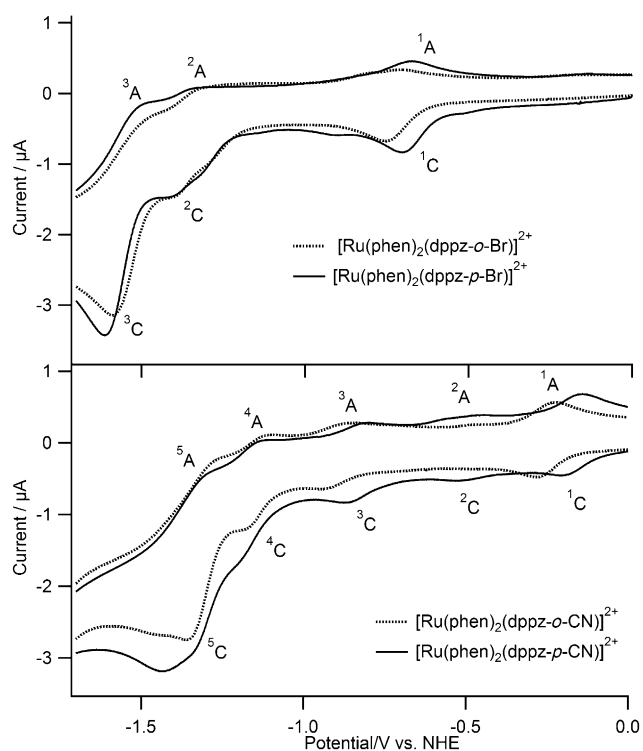 1
0
-1
-2
-3
Current / µA
³A
²A
¹A
¹C
²C
³C
[Ru(phen)₂(dppz-o-Br)]²⁺
[Ru(phen)₂(dppz-p-Br)]²⁺
1
0
-1
-2
-3
Current / µA
⁵A
⁴A
³A
²A
¹A
¹C
²C
³C
⁴C
⁵C
[Ru(phen)₂(dppz-o-CN)]²⁺
[Ru(phen)₂(dppz-p-CN)]²⁺
-1.5 -1.0 -0.5 0.0
Potential/V vs. NHE